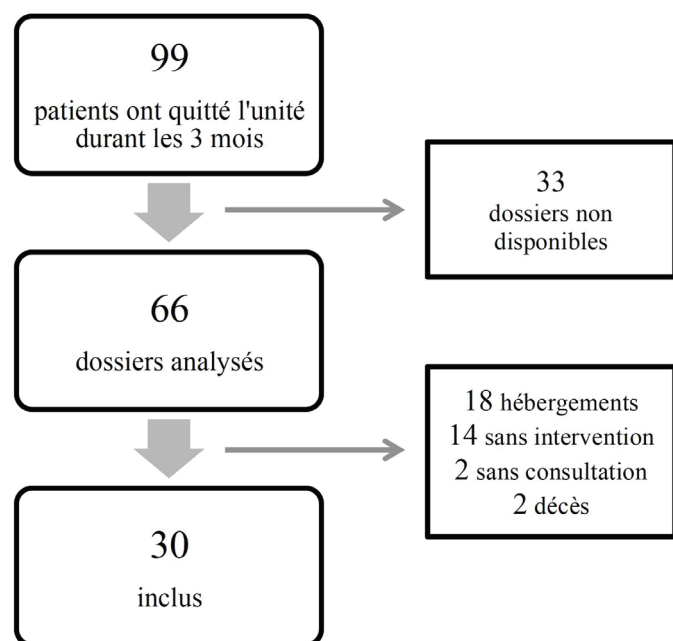 99
patients ont quitté l'unité
durant les 3 mois
33
dossiers non
disponibles
66
dossiers analysés
18 hébergements
14 sans intervention
2 sans consultation
2 décès
30
inclus